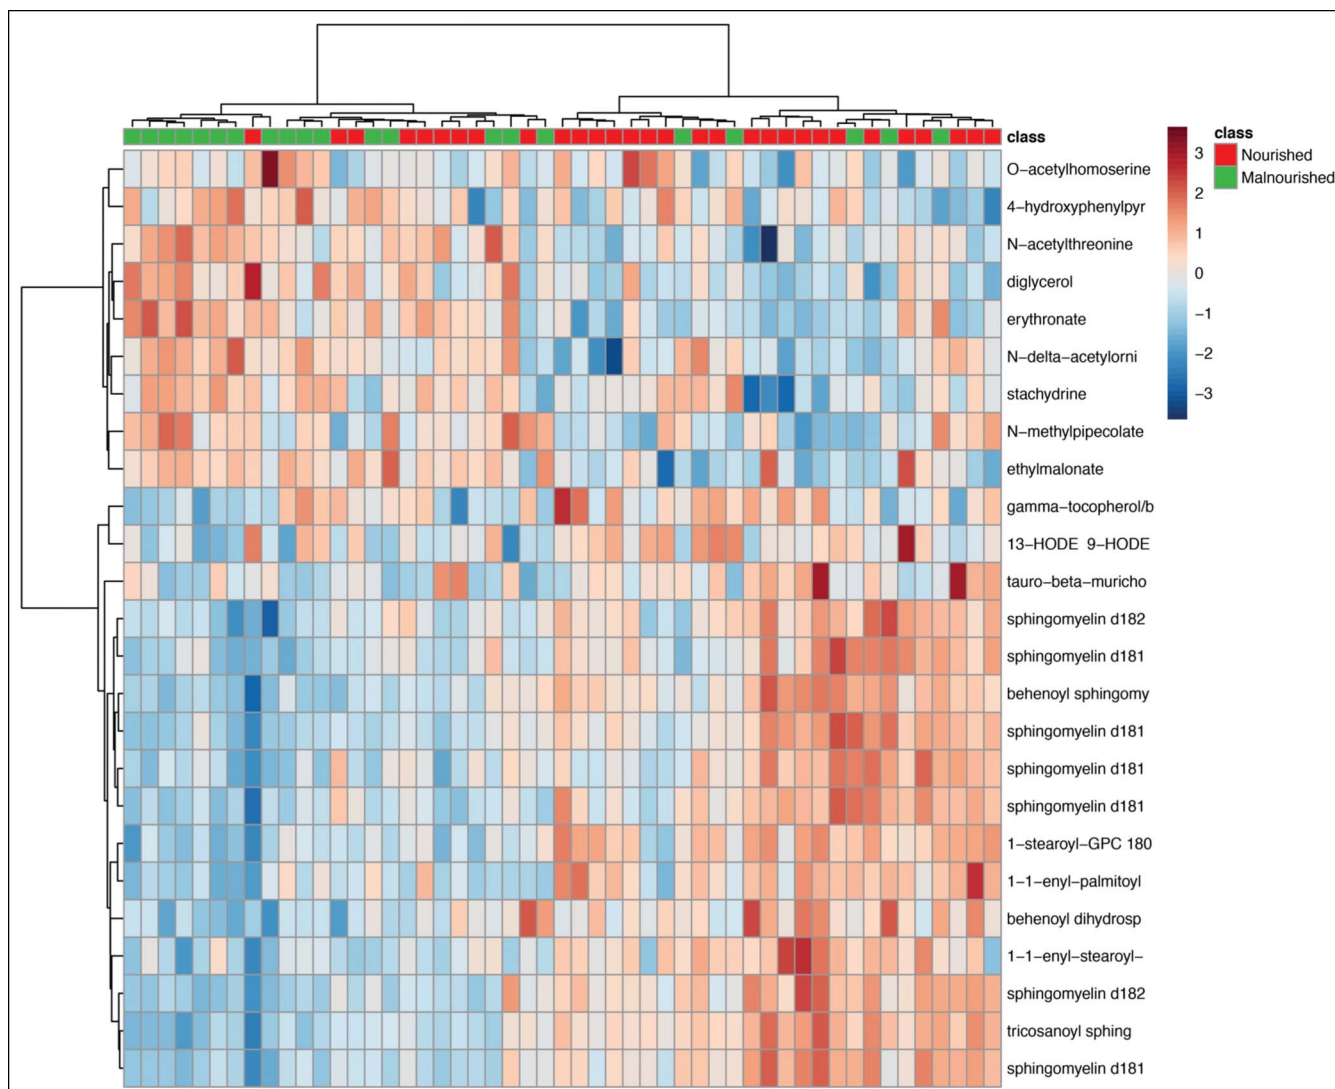 class
O−acetylhomoserine
4−hydroxyphenylpyr
N−acetylthreonine
diglycerol
erythronate
N−delta−acetylorni
stachydrine
N−methylpipecolate
ethylmalonate
gamma−tocopherol/b
13−HODE 9−HODE
tauro−beta−muricho
sphingomyelin d182
sphingomyelin d181
behenoyl sphingomy
sphingomyelin d181
sphingomyelin d181
sphingomyelin d181
1−stearoyl−GPC 180
1−1−enyl−palmitoyl
behenoyl dihydrosp
1−1−enyl−stearoyl−
sphingomyelin d182
tricosanoyl sphing
sphingomyelin d181
3
2
1
0
−1
−2
−3
class
Nourished
Malnourished